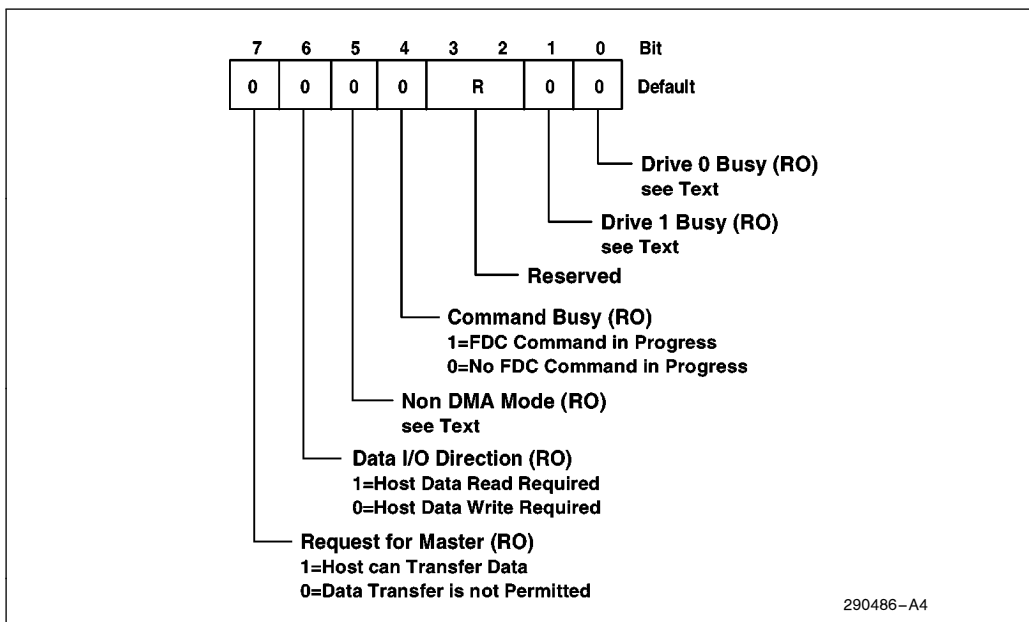 7 6 5 4 3 2 1 0 Bit
0 0 0 0 R 0 0 Default
Drive 0 Busy (RO)
see Text
Drive 1 Busy (RO)
see Text
Reserved
Command Busy (RO)
1=FDC Command in Progress
0=No FDC Command in Progress
Non DMA Mode (RO)
see Text
Data I/O Direction (RO)
1=Host Data Read Required
0=Host Data Write Required
Request for Master (RO)
1=Host can Transfer Data
0=Data Transfer is not Permitted
290486–A4